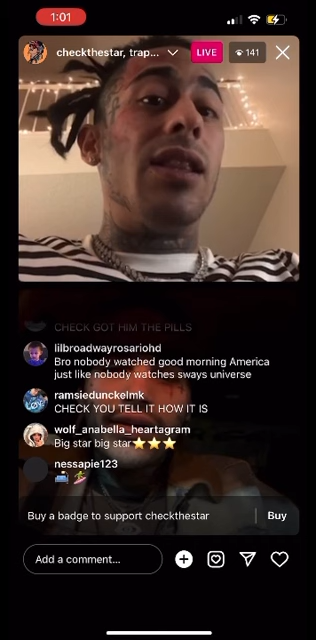 1:01
checkthestar, trap...
LIVE
141
CHECK GOT HIM THE PILLS
lilbroadwayrosariohd
Bro nobody watched good morning America
just like nobody watches sways universe
ramsiedunckelmk
CHECK YOU TELL IT HOW IT IS
wolf_anabella_heartagram
Big star big star⭐⭐⭐
nessapie123
🛋️🏄
Buy a badge to support checkthestar
Buy
Add a comment...